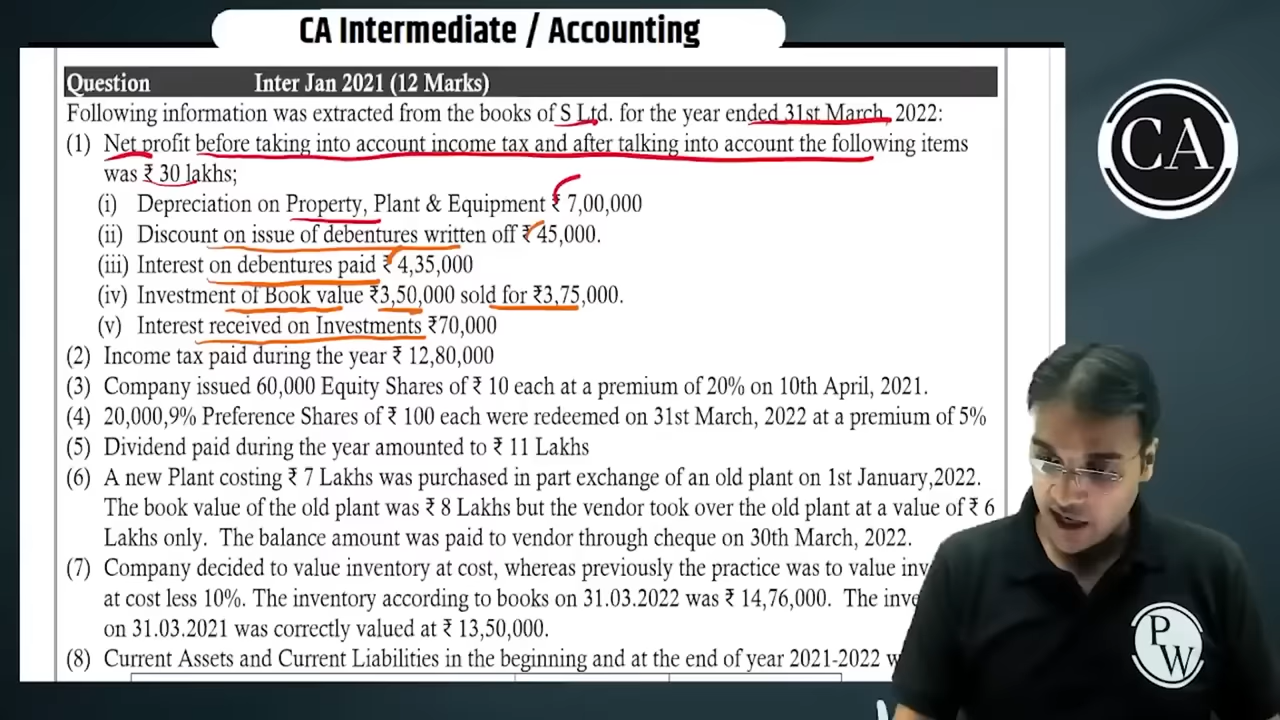 CA Intermediate / Accounting
Question Inter Jan 2021 (12 Marks)
Following information was extracted from the books of S Ltd. for the year ended 31st March, 2022:
(1) Net profit before taking into account income tax and after talking into account the following items
was ₹ 30 lakhs;
(i) Depreciation on Property, Plant & Equipment ₹ 7,00,000
(ii) Discount on issue of debentures written off ₹ 45,000.
(iii) Interest on debentures paid ₹ 4,35,000
(iv) Investment of Book value ₹3,50,000 sold for ₹3,75,000.
(v) Interest received on Investments ₹70,000
(2) Income tax paid during the year ₹ 12,80,000
(3) Company issued 60,000 Equity Shares of ₹ 10 each at a premium of 20% on 10th April, 2021.
(4) 20,000,9% Preference Shares of ₹ 100 each were redeemed on 31st March, 2022 at a premium of 5%
(5) Dividend paid during the year amounted to ₹ 11 Lakhs
(6) A new Plant costing ₹ 7 Lakhs was purchased in part exchange of an old plant on 1st January,2022.
The book value of the old plant was ₹ 8 Lakhs but the vendor took over the old plant at a value of ₹ 6
Lakhs only. The balance amount was paid to vendor through cheque on 30th March, 2022.
(7) Company decided to value inventory at cost, whereas previously the practice was to value
at cost less 10%. The inventory according to books on 31.03.2022 was ₹ 14,76,000. The
on 31.03.2021 was correctly valued at ₹ 13,50,000.
(8) Current Assets and Current Liabilities in the beginning and at the end of year 2021-2022
CA
PW